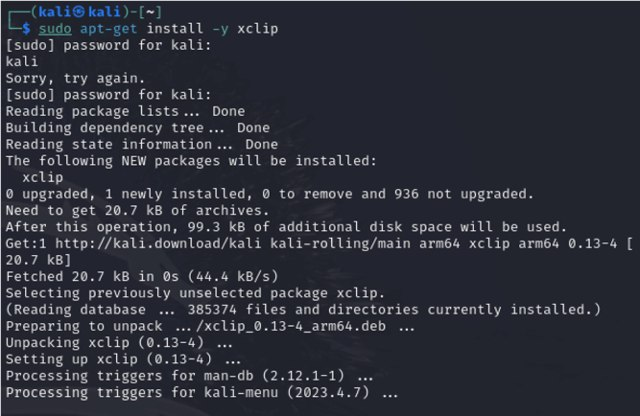 ┌──(kali㉿kali)-[~]
└─$ sudo apt-get install -y xclip
[sudo] password for kali:
kali
Sorry, try again.
[sudo] password for kali:
Reading package lists... Done
Building dependency tree... Done
Reading state information... Done
The following NEW packages will be installed:
  xclip
0 upgraded, 1 newly installed, 0 to remove and 936 not upgraded.
Need to get 20.7 kB of archives.
After this operation, 99.3 kB of additional disk space will be used.
Get:1 http://kali.download/kali kali-rolling/main arm64 xclip arm64 0.13-4 [
20.7 kB]
Fetched 20.7 kB in 0s (44.4 kB/s)
Selecting previously unselected package xclip.
(Reading database ... 385374 files and directories currently installed.)
Preparing to unpack .../xclip_0.13-4_arm64.deb ...
Unpacking xclip (0.13-4) ...
Setting up xclip (0.13-4) ...
Processing triggers for man-db (2.12.1-1) ...
Processing triggers for kali-menu (2023.4.7) ...